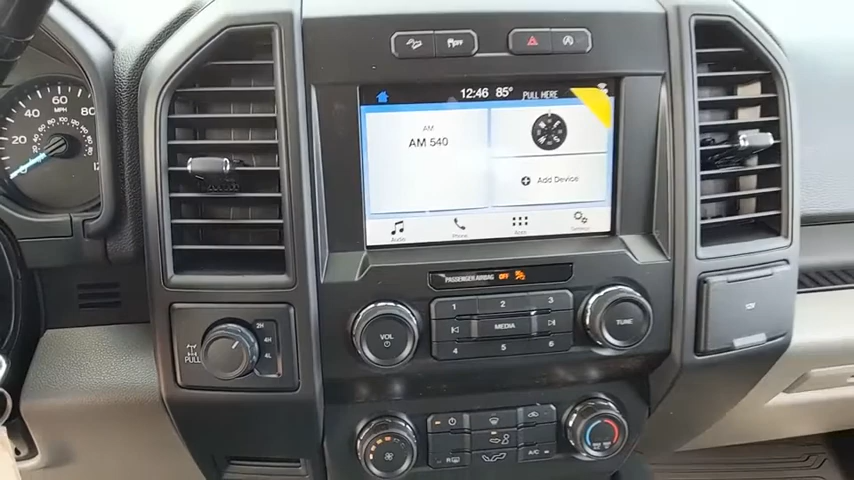 OFF
12:46 85° PULL HERE
AM
AM 540
Add Device
Audio
Phone
Apps
Settings
PASSENGER AIRBAG OFF
40 60 80
MPH
20
1 2 3
VOL
MEDIA
TUNE
4 5 6
2H
4H
4L
A/C
R